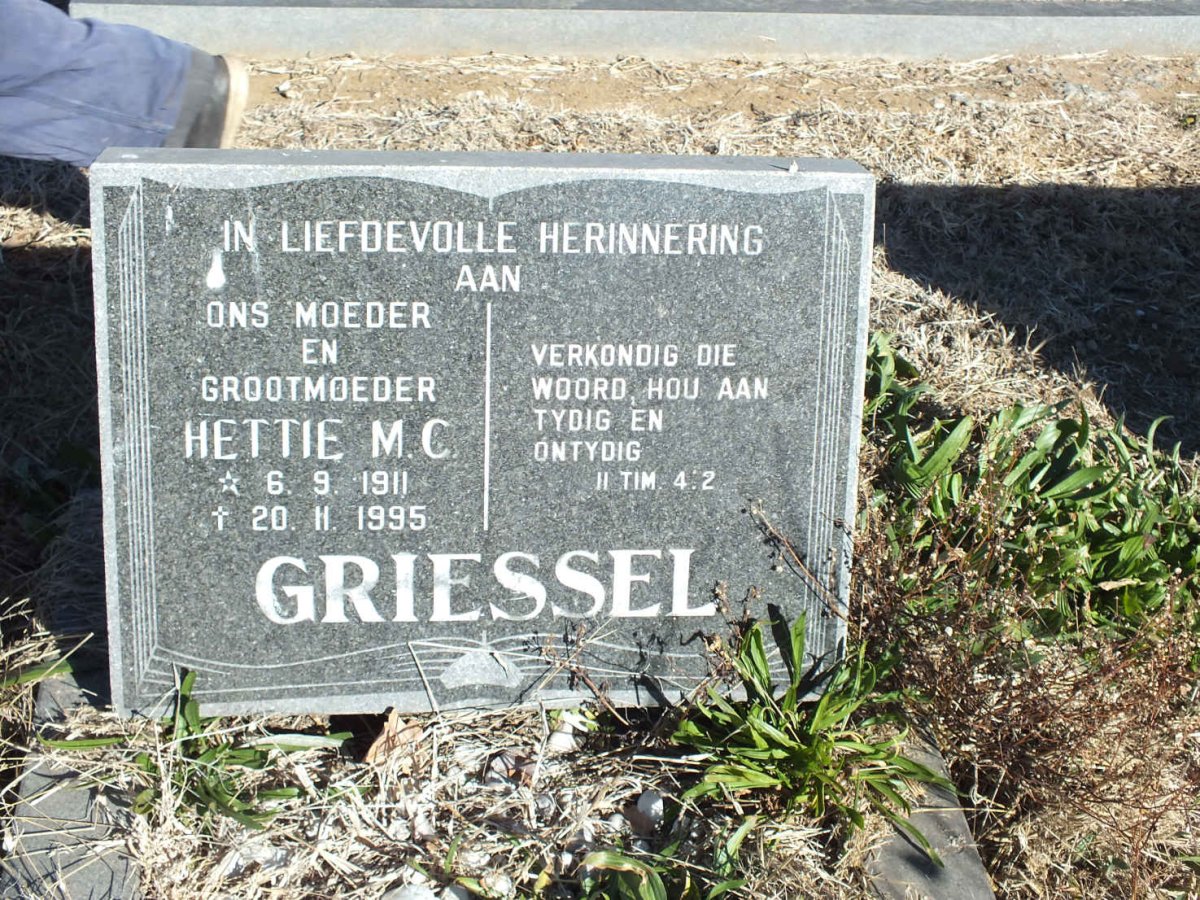 IN LIEFDEVOLLE HERINNERING
AAN
ONS MOEDER
EN
GROOTMOEDER
HETTIE M.C.
☆ 6. 9. 1911
† 20. 11. 1995
VERKONDIG DIE
WOORD, HOU AAN
TYDIG EN
ONTYDIG
II TIM. 4:2
GRIESSEL